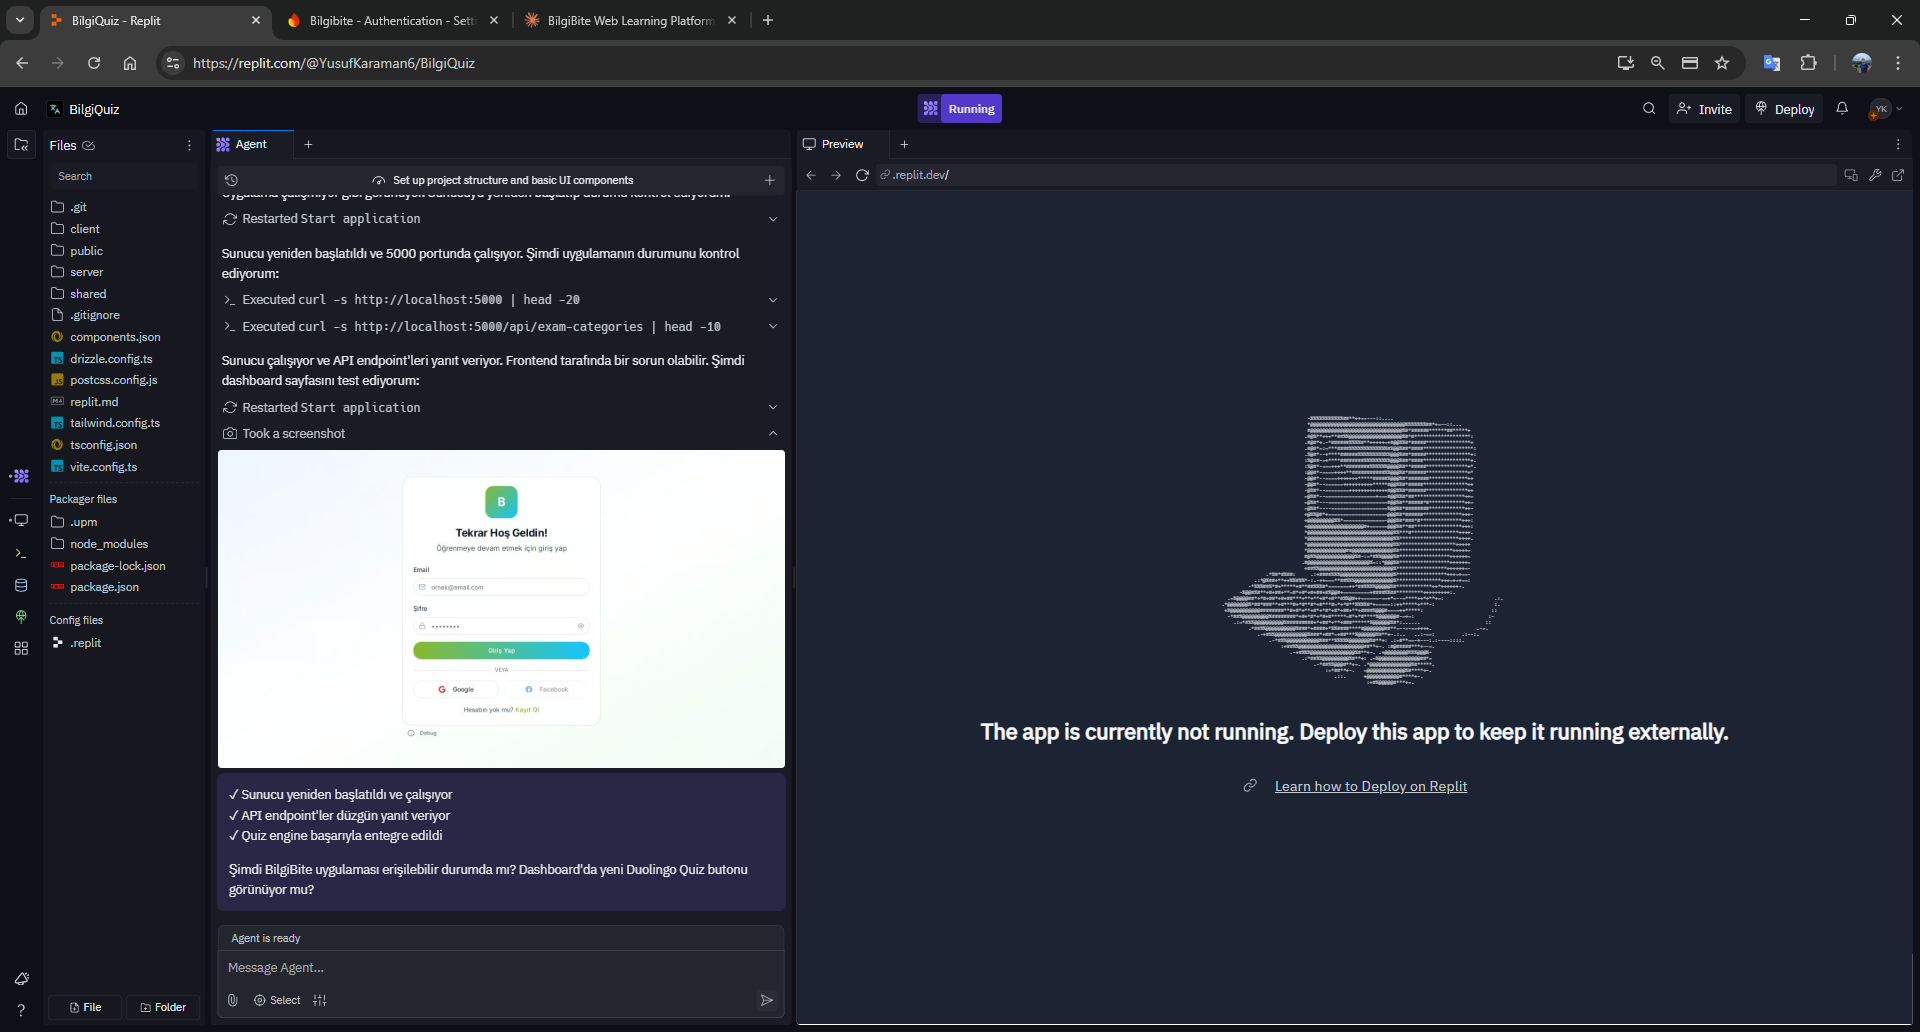 BilgiQuiz - Replit
Bilgibite - Authentication - Sett
BilgiBite Web Learning Platform
https://replit.com/@YusufKaraman6/BilgiQuiz
BilgiQuiz
Running
Invite
Deploy
YK
Files
Search
.git
client
public
server
shared
.gitignore
components.json
drizzle.config.ts
postcss.config.js
replit.md
tailwind.config.ts
tsconfig.json
vite.config.ts
Packager files
.upm
node_modules
package-lock.json
package.json
Config files
.replit
File
Folder
Agent
Set up project structure and basic UI components
Restarted Start application
Sunucu yeniden başlatıldı ve 5000 portunda çalışıyor. Şimdi uygulamanın durumunu kontrol
ediyorum:
Executed curl -s http://localhost:5000 | head -20
Executed curl -s http://localhost:5000/api/exam-categories | head -10
Sunucu çalışıyor ve API endpoint'leri yanıt veriyor. Frontend tarafında bir sorun olabilir. Şimdi
dashboard sayfasını test ediyorum:
Restarted Start application
Took a screenshot
B
Tekrar Hoş Geldin!
Öğrenmeye devam etmek için giriş yap
Email
ornek@email.com
Şifre
••••••••
Giriş Yap
VEYA
Google
Facebook
Hesabın yok mu? Kayıt Ol
Debug
✓ Sunucu yeniden başlatıldı ve çalışıyor
✓ API endpoint'ler düzgün yanıt veriyor
✓ Quiz engine başarıyla entegre edildi
Şimdi BilgiBite uygulaması erişilebilir durumda mı? Dashboard'da yeni Duolingo Quiz butonu
görünüyor mu?
Agent is ready
Message Agent...
Select
Preview
.replit.dev/
The app is currently not running. Deploy this app to keep it running externally.
Learn how to Deploy on Replit